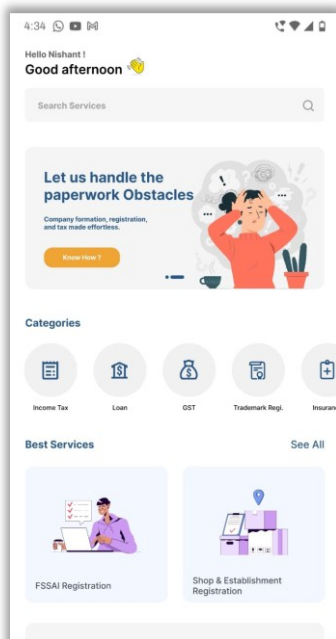 4:34
Hello Nishant !
Good afternoon
Search Services
Let us handle the
paperwork Obstacles
Company formation, registration,
and tax made effortless.
Know How ?
Categories
Income Tax
Loan
GST
Trademark Regi.
Insuran
Best Services
See All
FSSAI Registration
Shop & Establishment
Registration